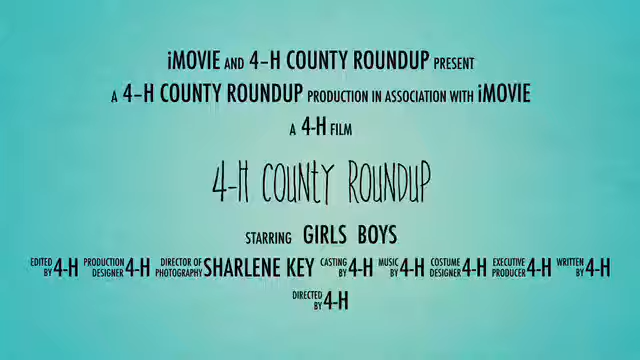 iMOVIE AND 4-H COUNTY ROUNDUP PRESENT
A 4-H COUNTY ROUNDUP PRODUCTION IN ASSOCIATION WITH iMOVIE
A 4-H FILM
4-H COUNTY ROUNDUP
STARRING GIRLS BOYS
EDITED BY 4-H PRODUCTION DESIGNER 4-H DIRECTOR OF PHOTOGRAPHY SHARLENE KEY CASTING BY 4-H MUSIC BY 4-H COSTUME DESIGNER 4-H EXECUTIVE PRODUCER 4-H WRITTEN BY 4-H
DIRECTED BY 4-H